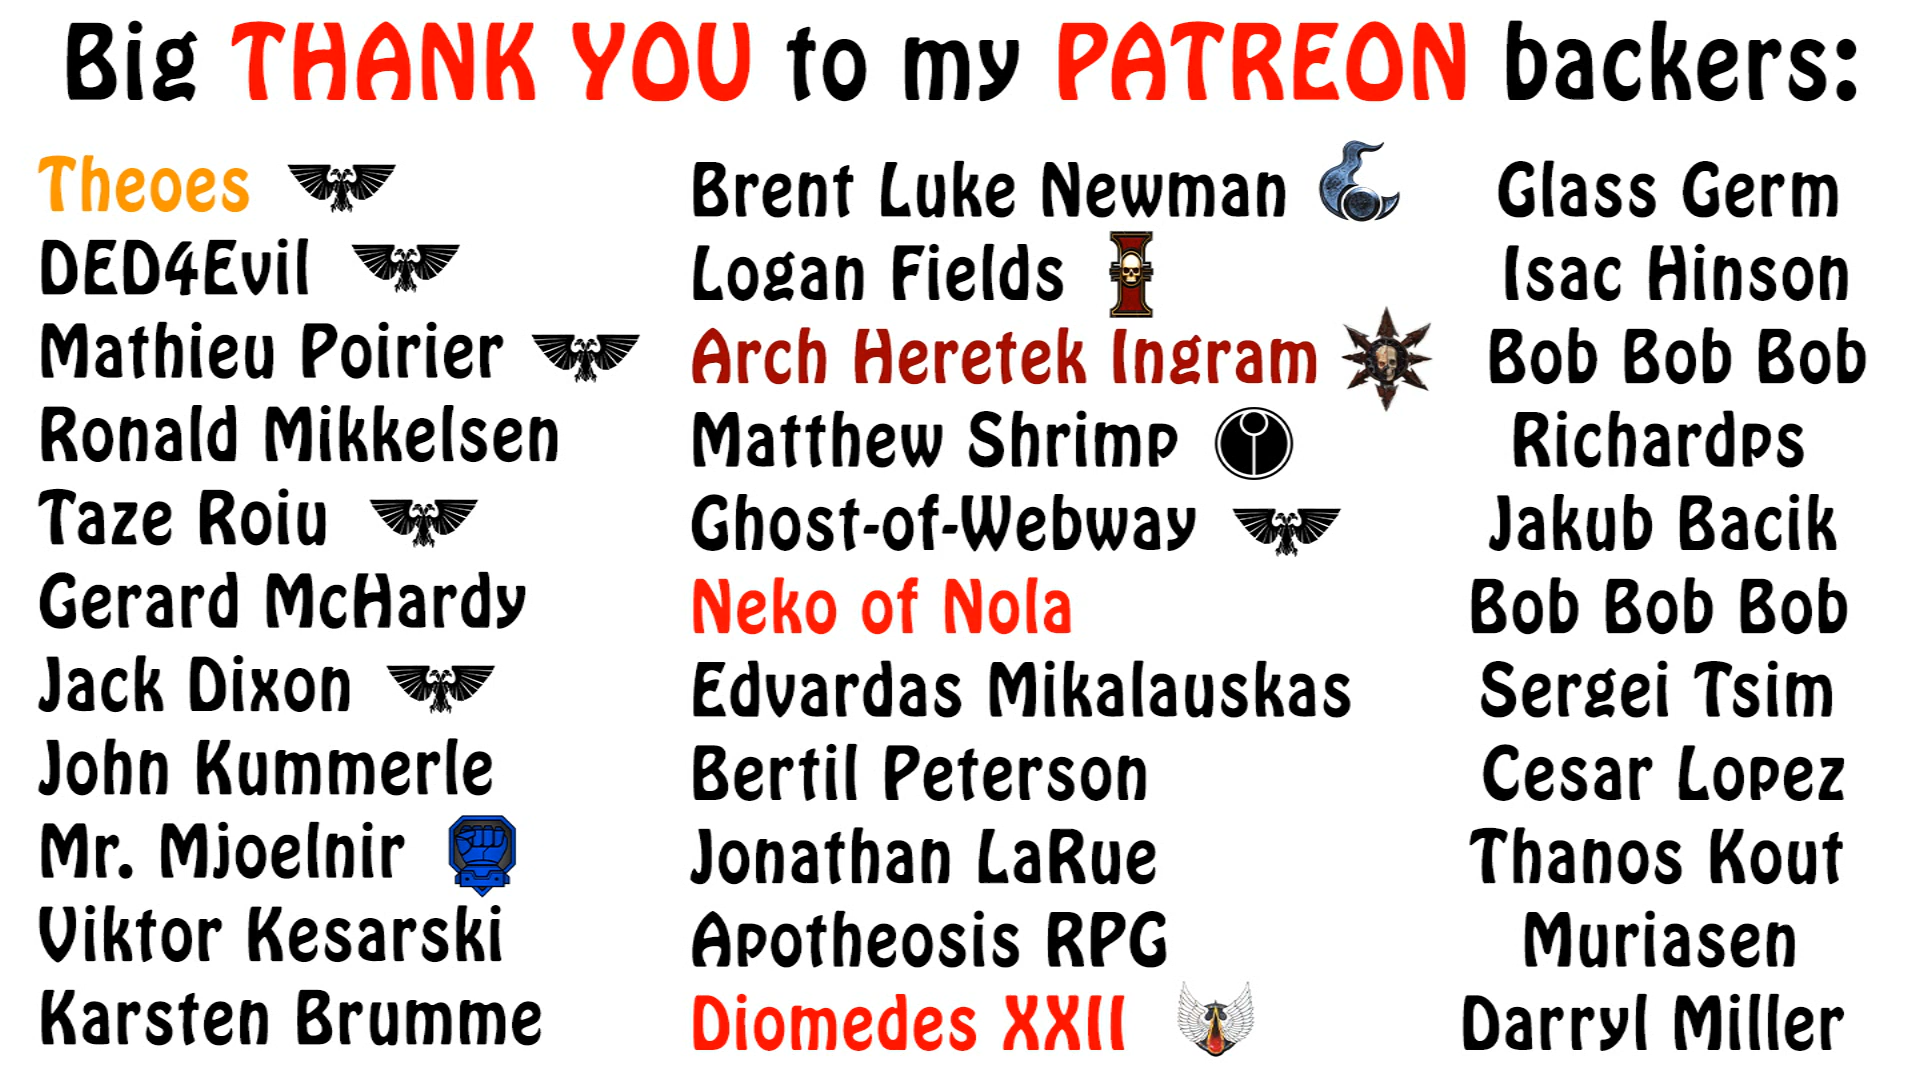 Big THANK YOU to my PATREON backers:
Theoes
DED4Evil
Mathieu Poirier
Ronald Mikkelsen
Taze Roiu
Gerard McHardy
Jack Dixon
John Kummerle
Mr. Mjoelnir
Viktor Kesarski
Karsten Brumme
Brent Luke Newman
Logan Fields
Arch Heretek Ingram
Matthew Shrimp
Ghost-of-Webway
Neko of Nola
Edvardas Mikalauskas
Bertil Peterson
Jonathan LaRue
Apotheosis RPG
Diomedes XXII
Glass Germ
Isac Hinson
Bob Bob Bob
Richardps
Jakub Bacik
Bob Bob Bob
Sergei Tsim
Cesar Lopez
Thanos Kout
Muriasen
Darryl Miller